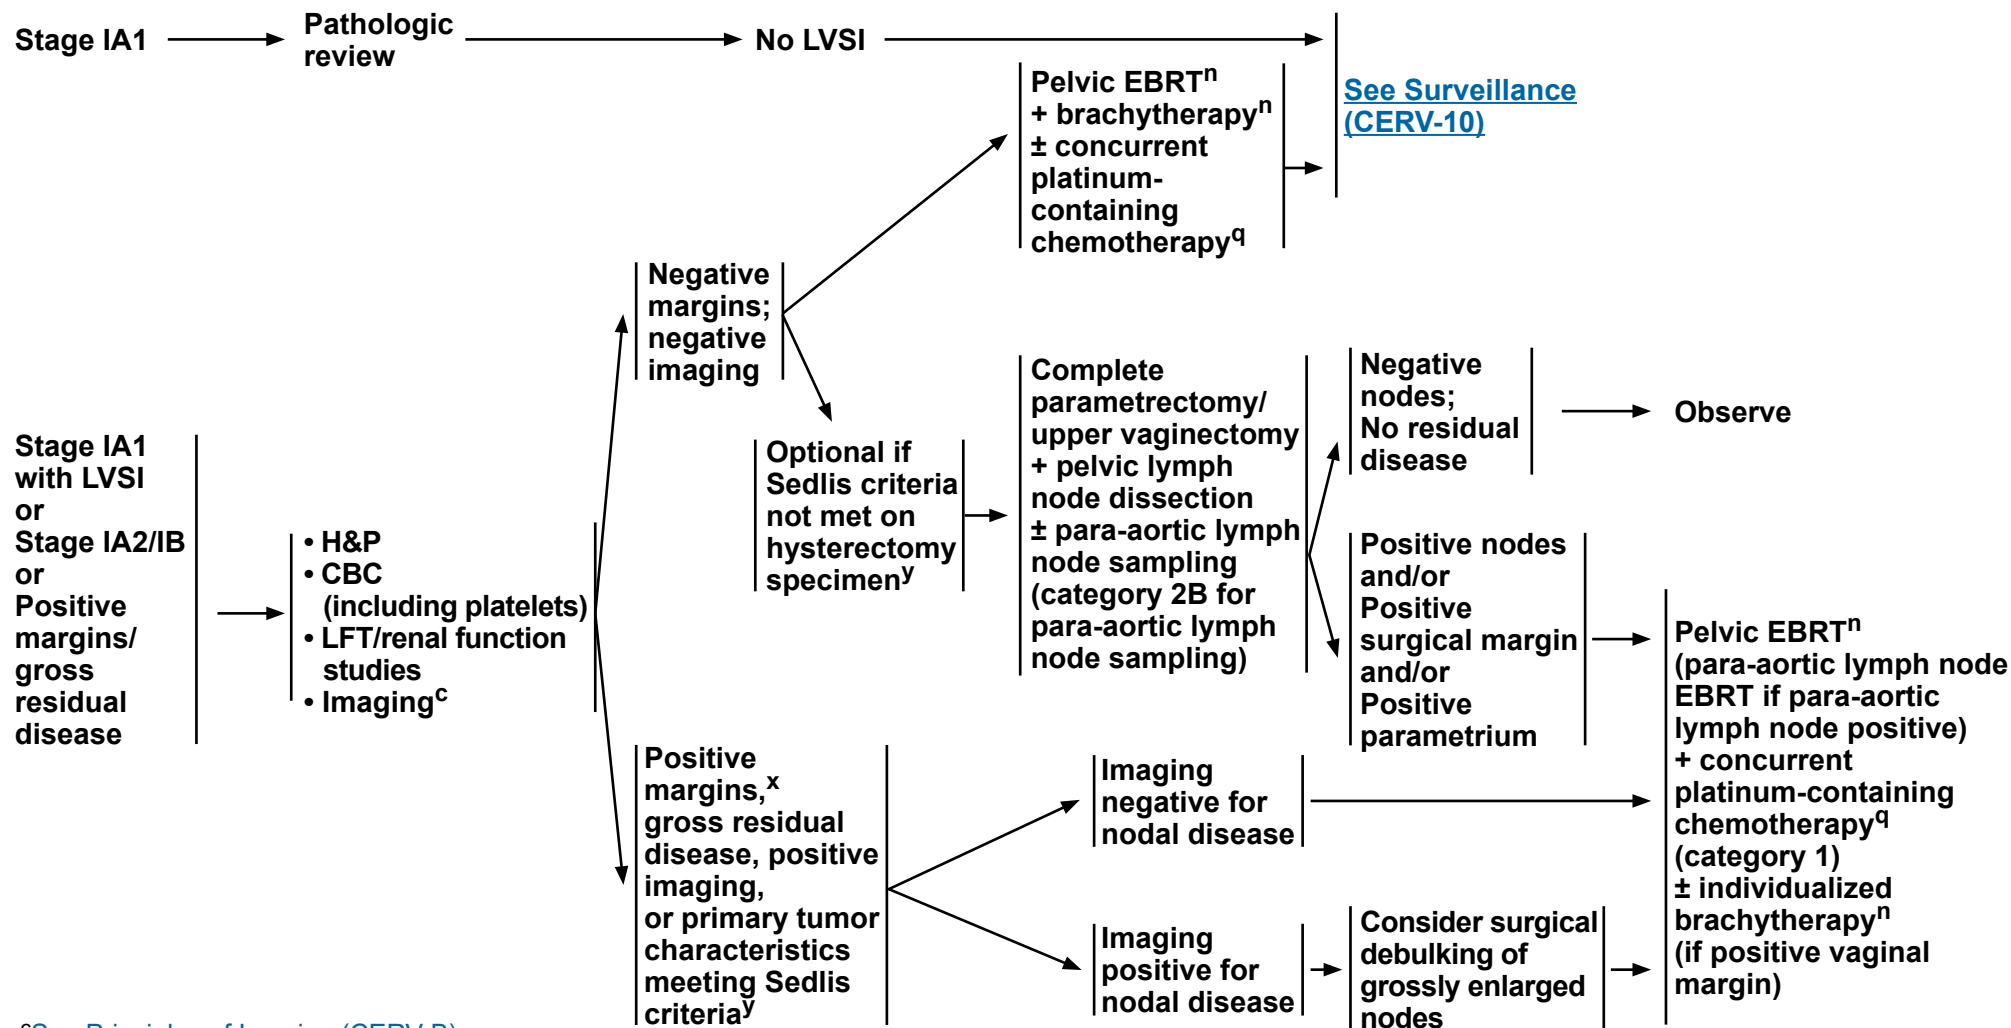 Stage IA1
Pathologic
review
No LVSI
See Surveillance
(CERV-10)
Pelvic EBRTn
+ brachytherapyn
± concurrent
platinum-
containing
chemotherapyq
Negative
margins;
negative
imaging
Optional if
Sedlis criteria
not met on
hysterectomy
specimeny
Complete
parametrectomy/
upper vaginectomy
+ pelvic lymph
node dissection
± para-aortic lymph
node sampling
(category 2B for
para-aortic lymph
node sampling)
Negative
nodes;
No residual
disease
Observe
Stage IA1
with LVSI
or
Stage IA2/IB
or
Positive
margins/
gross
residual
disease
• H&P
• CBC
(including platelets)
• LFT/renal function
studies
• Imagingc
Positive nodes
and/or
Positive
surgical margin
and/or
Positive
parametrium
Pelvic EBRTn
(para-aortic lymph node
EBRT if para-aortic
lymph node positive)
+ concurrent
platinum-containing
chemotherapyq
(category 1)
± individualized
brachytherapyn
(if positive vaginal
margin)
Positive
margins,x
gross residual
disease, positive
imaging,
or primary tumor
characteristics
meeting Sedlis
criteriay
Imaging
negative for
nodal disease
Imaging
positive for
nodal disease
Consider surgical
debulking of
grossly enlarged
nodes